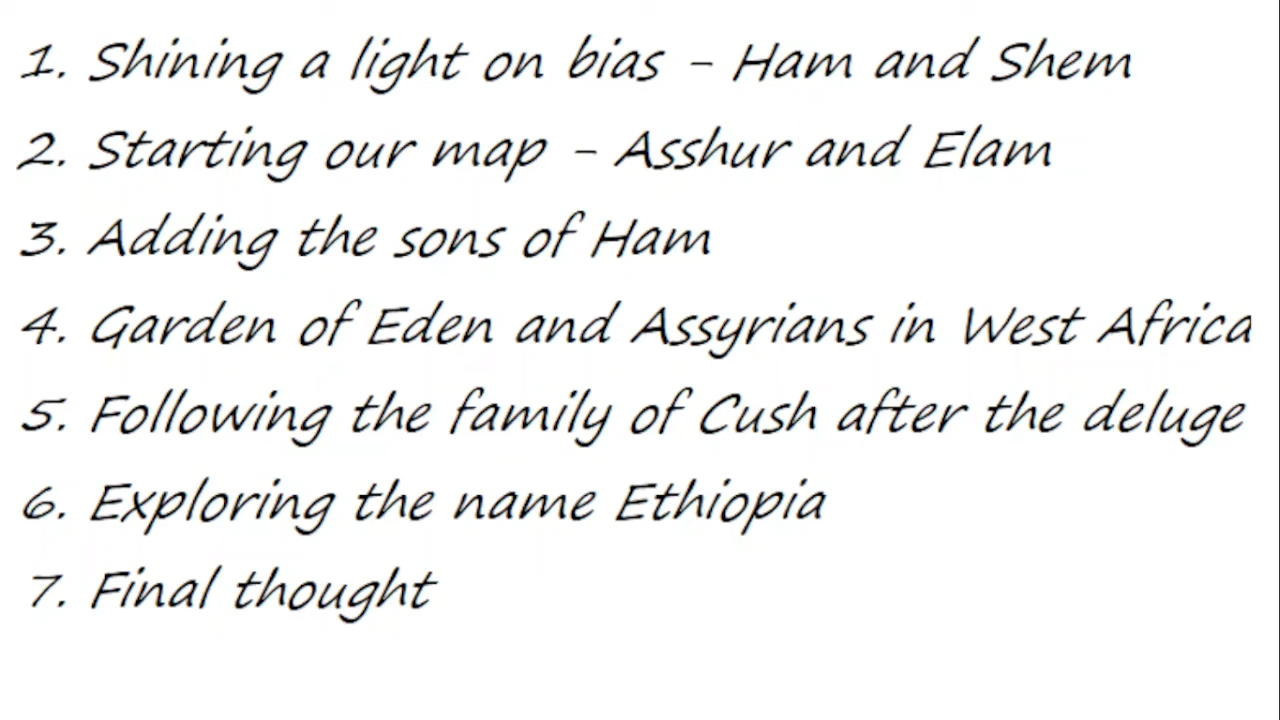 1. Shining a light on bias - Ham and Shem
2. Starting our map - Asshur and Elam
3. Adding the sons of Ham
4. Garden of Eden and Assyrians in West Africa
5. Following the family of Cush after the deluge
6. Exploring the name Ethiopia
7. Final thought